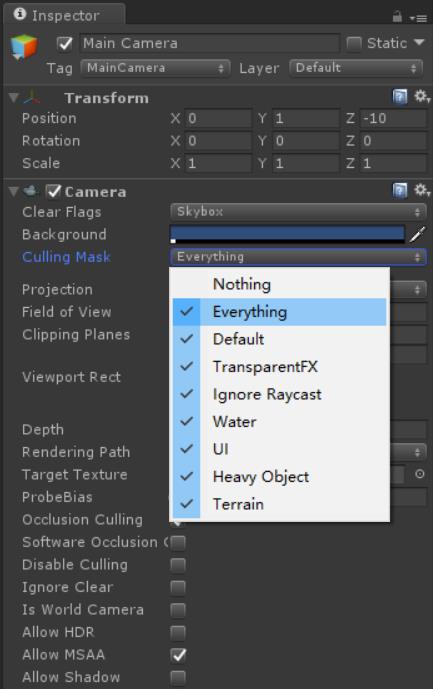 Inspector
Main Camera Static
Tag MainCamera Layer Default
Transform
Position X 0 Y 1 Z -10
Rotation X 0 Y 0 Z 0
Scale X 1 Y 1 Z 1
Camera
Clear Flags Skybox
Background
Culling Mask Everything
Nothing
Projection
Everything
Field of View
Default
Clipping Planes
TransparentFX
Viewport Rect
Ignore Raycast
Water
Depth
UI
Rendering Path
Heavy Object
Target Texture
Terrain
ProbeBias
Occlusion Culling
Software Occlusion
Disable Culling
Ignore Clear
Is World Camera
Allow HDR
Allow MSAA
Allow Shadow